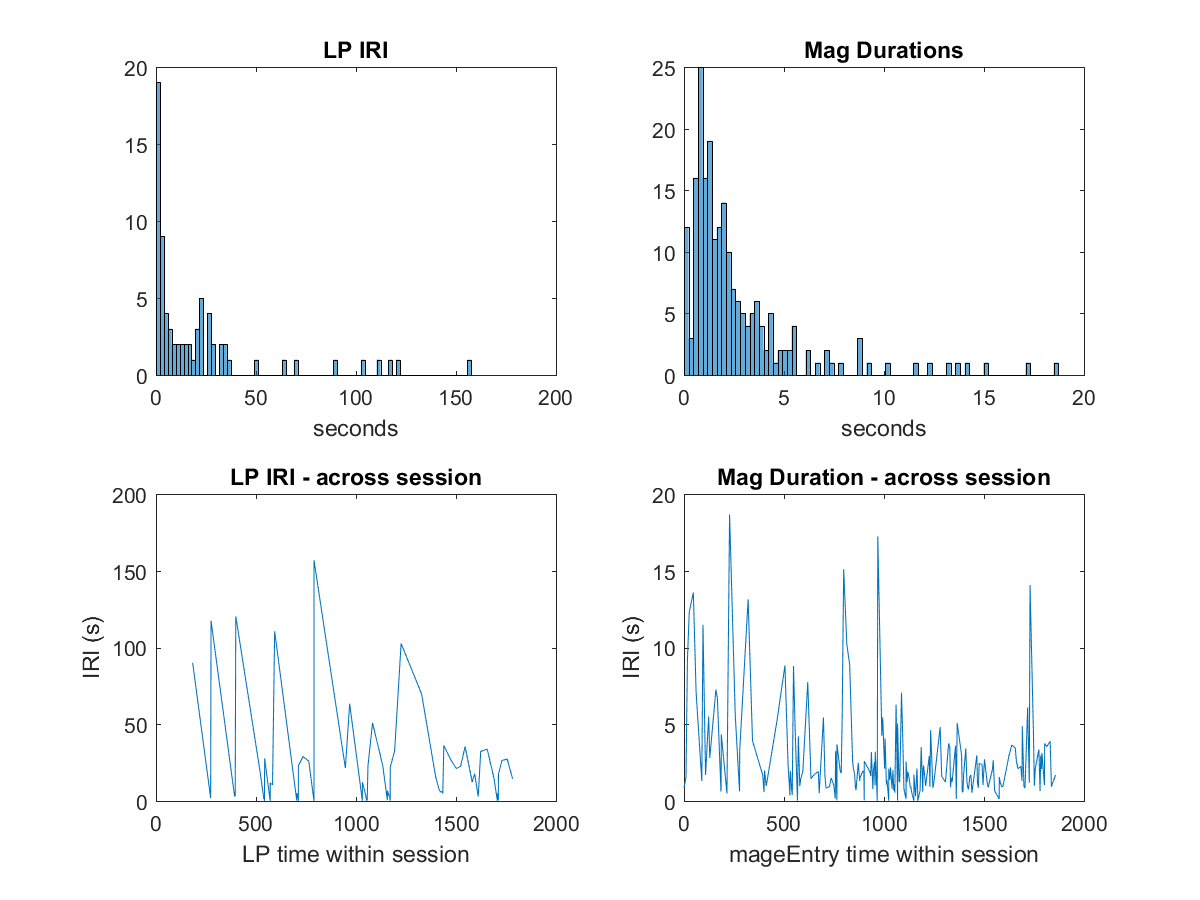 LP IRI
20
15
10
5
0
0 50 100 150 200
seconds
Mag Durations
25
20
15
10
5
0
0 5 10 15 20
seconds
LP IRI - across session
200
150
100
50
0
IRI (s)
0 500 1000 1500 2000
LP time within session
Mag Duration - across session
20
15
10
5
0
IRI (s)
0 500 1000 1500 2000
mageEntry time within session